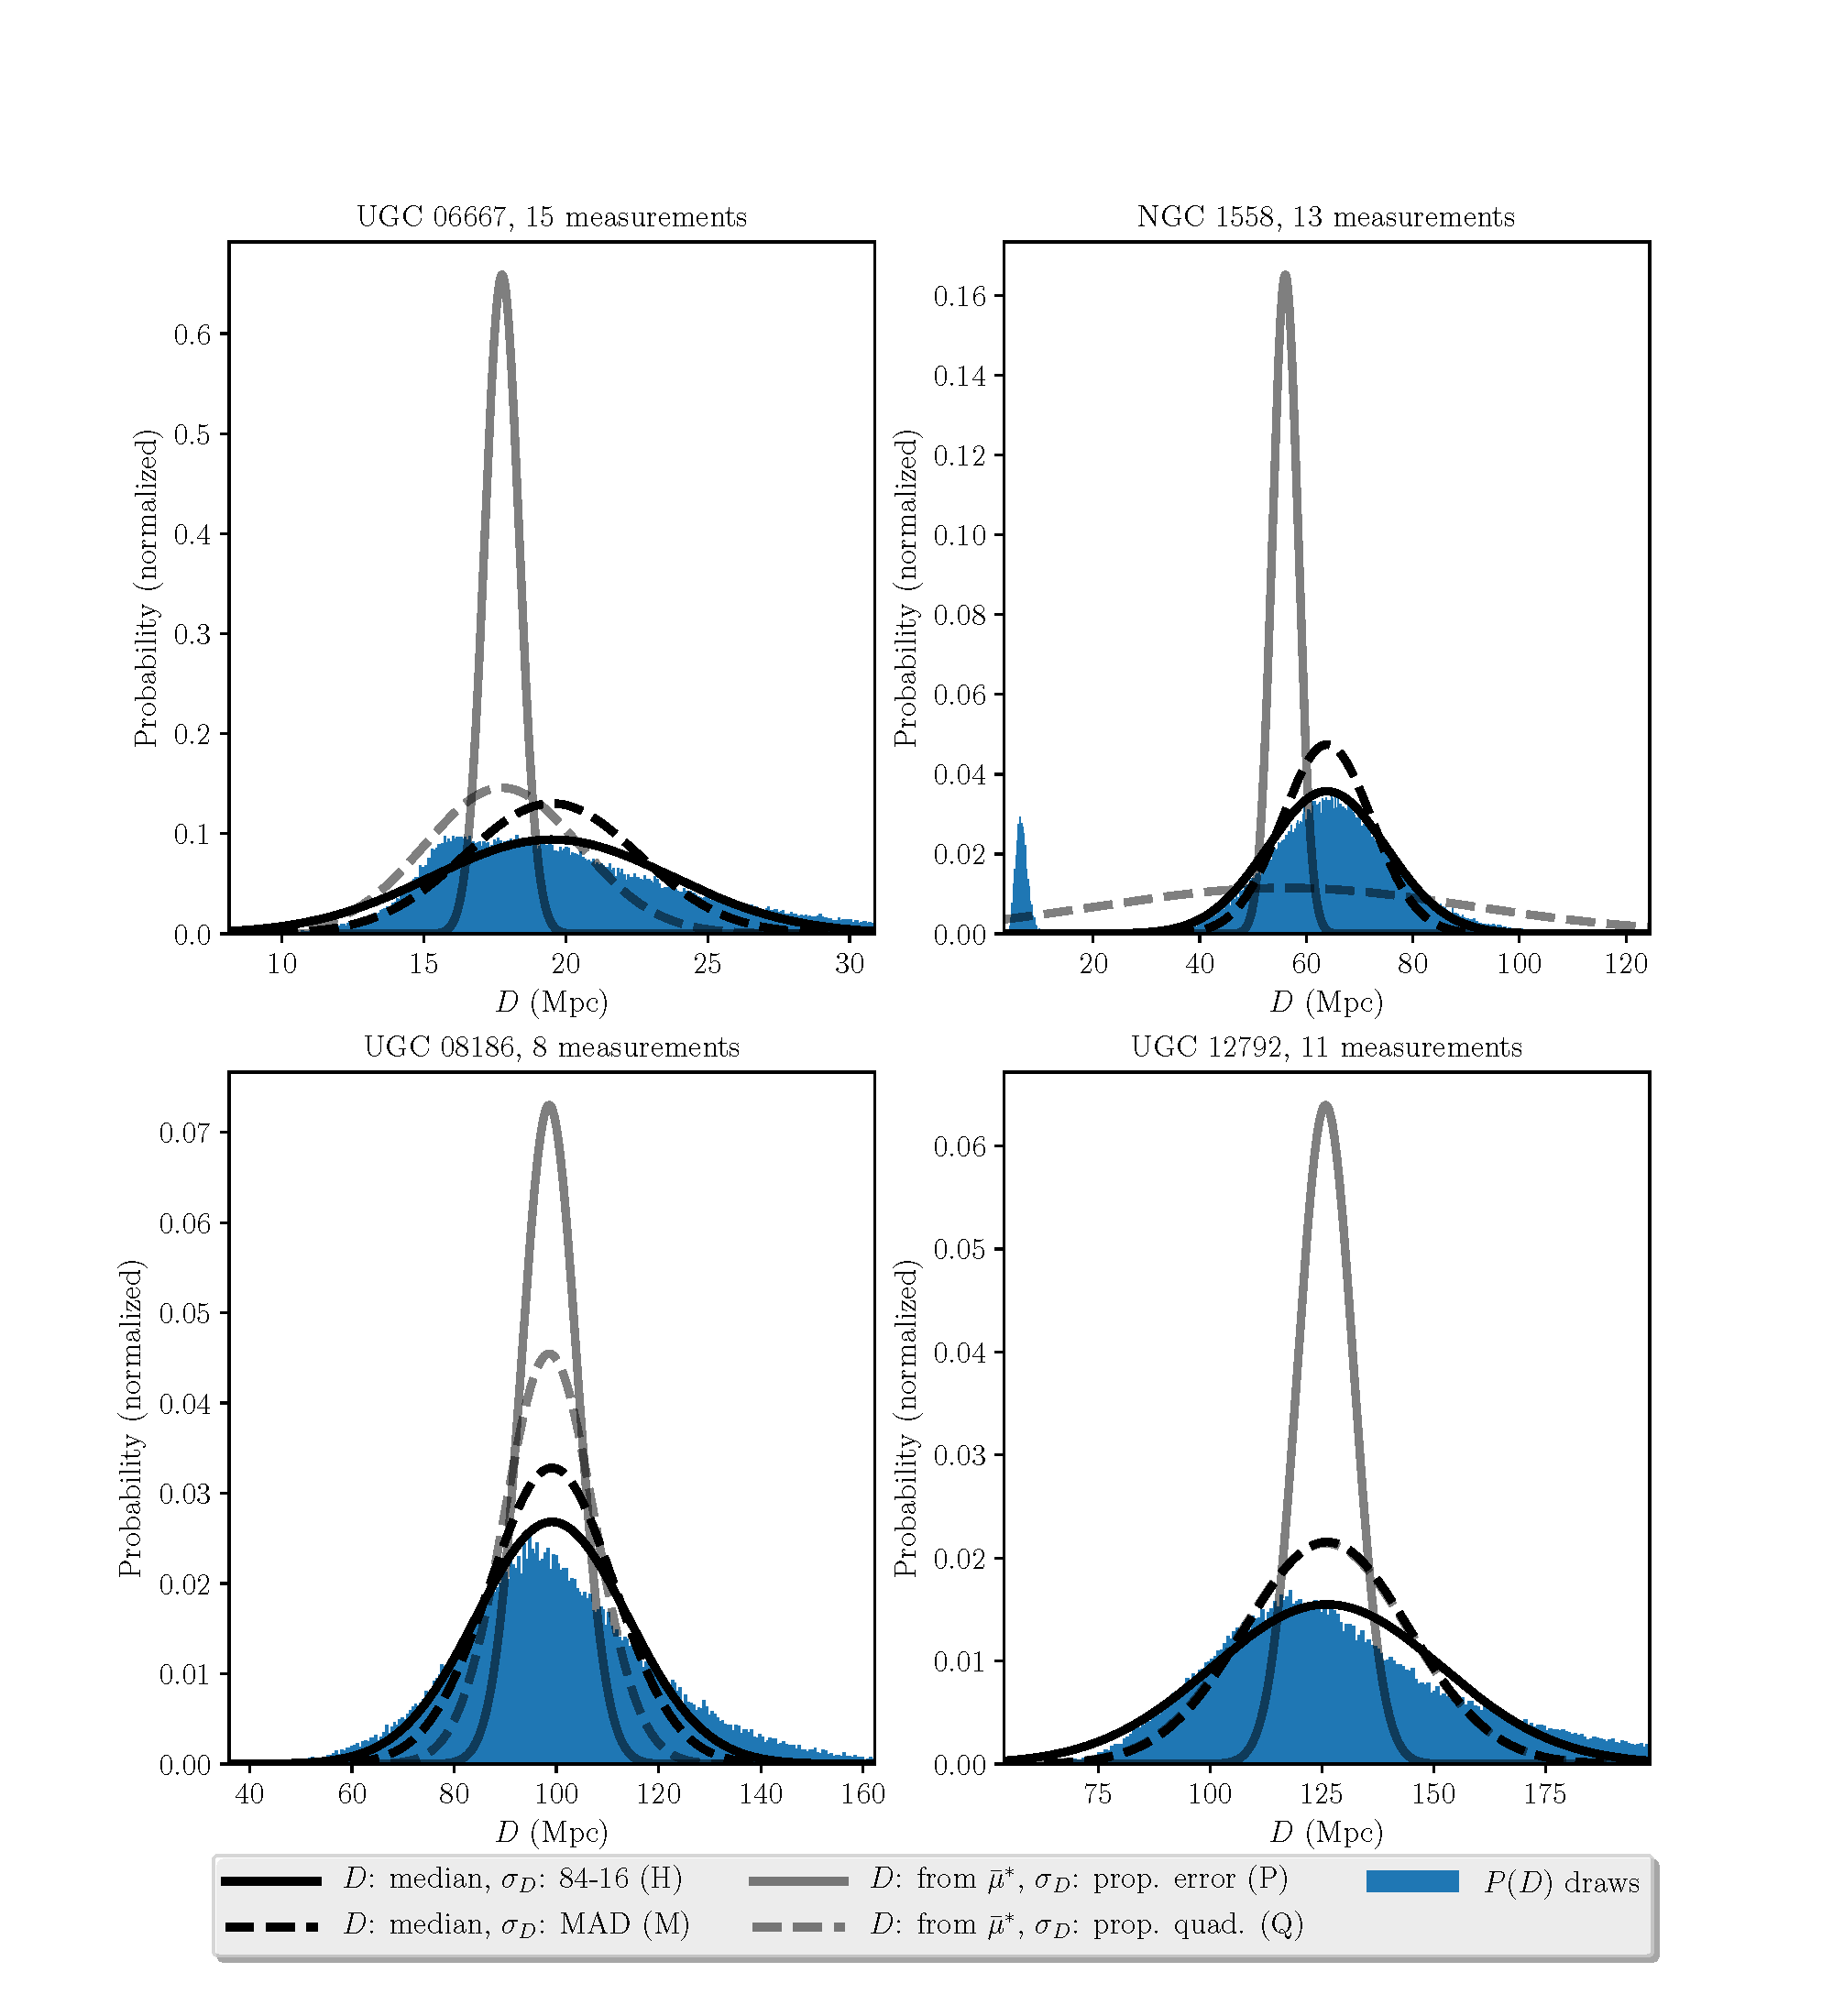 UGC 06667, 15 measurements
Probability (normalized)
0.6
0.5
0.4
0.3
0.2
0.1
0.0
10 15 20 25 30
D (Mpc)
NGC 1558, 13 measurements
Probability (normalized)
0.16
0.14
0.12
0.10
0.08
0.06
0.04
0.02
0.00
20 40 60 80 100 120
D (Mpc)
UGC 08186, 8 measurements
Probability (normalized)
0.07
0.06
0.05
0.04
0.03
0.02
0.01
0.00
40 60 80 100 120 140 160
D (Mpc)
UGC 12792, 11 measurements
Probability (normalized)
0.06
0.05
0.04
0.03
0.02
0.01
0.00
75 100 125 150 175
D (Mpc)
D: median, σ_D: 84-16 (H)
D: median, σ_D: MAD (M)
D: from μ̄*, σ_D: prop. error (P)
D: from μ̄*, σ_D: prop. quad. (Q)
P(D) draws